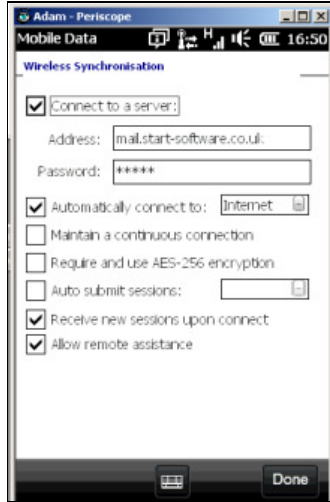 Adam - Periscope
Mobile Data H 16:50
Wireless Synchronisation
Connect to a server:
Address: mail.start-software.co.uk
Password: *****
Automatically connect to: Internet
Maintain a continuous connection
Require and use AES-256 encryption
Auto submit sessions:
Receive new sessions upon connect
Allow remote assistance
Done